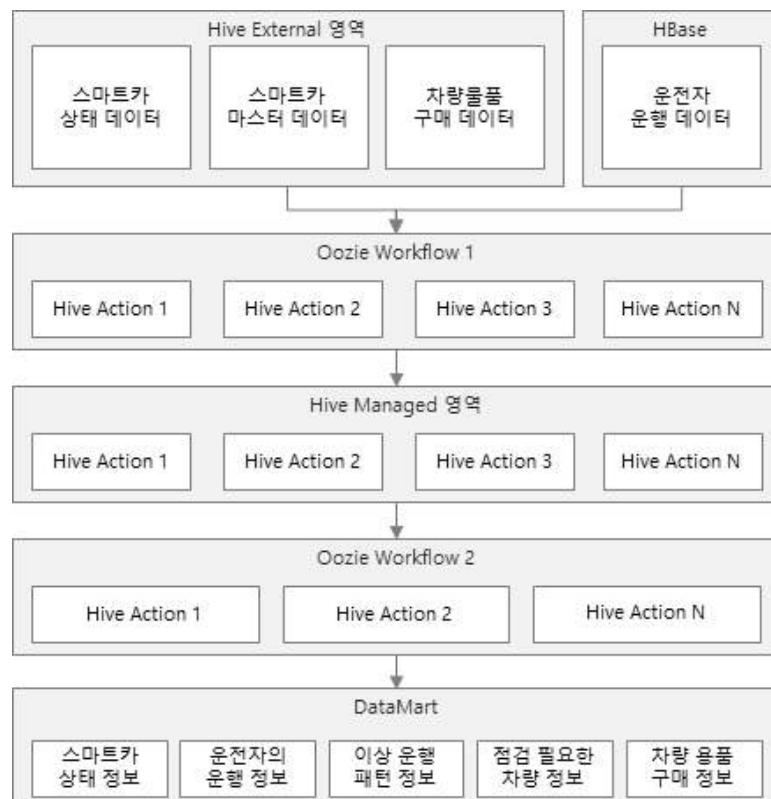 Hive External 영역
HBase
스마트카
상태 데이터
스마트카
마스터 데이터
차량물품
구매 데이터
운전자
운행 데이터
Oozie Workflow 1
Hive Action 1
Hive Action 2
Hive Action 3
Hive Action N
Hive Managed 영역
Hive Action 1
Hive Action 2
Hive Action 3
Hive Action N
Oozie Workflow 2
Hive Action 1
Hive Action 2
Hive Action N
DataMart
스마트카
상태 정보
운전자의
운행 정보
이상 운행
패턴 정보
점검 필요한
차량 정보
차량 용품
구매 정보